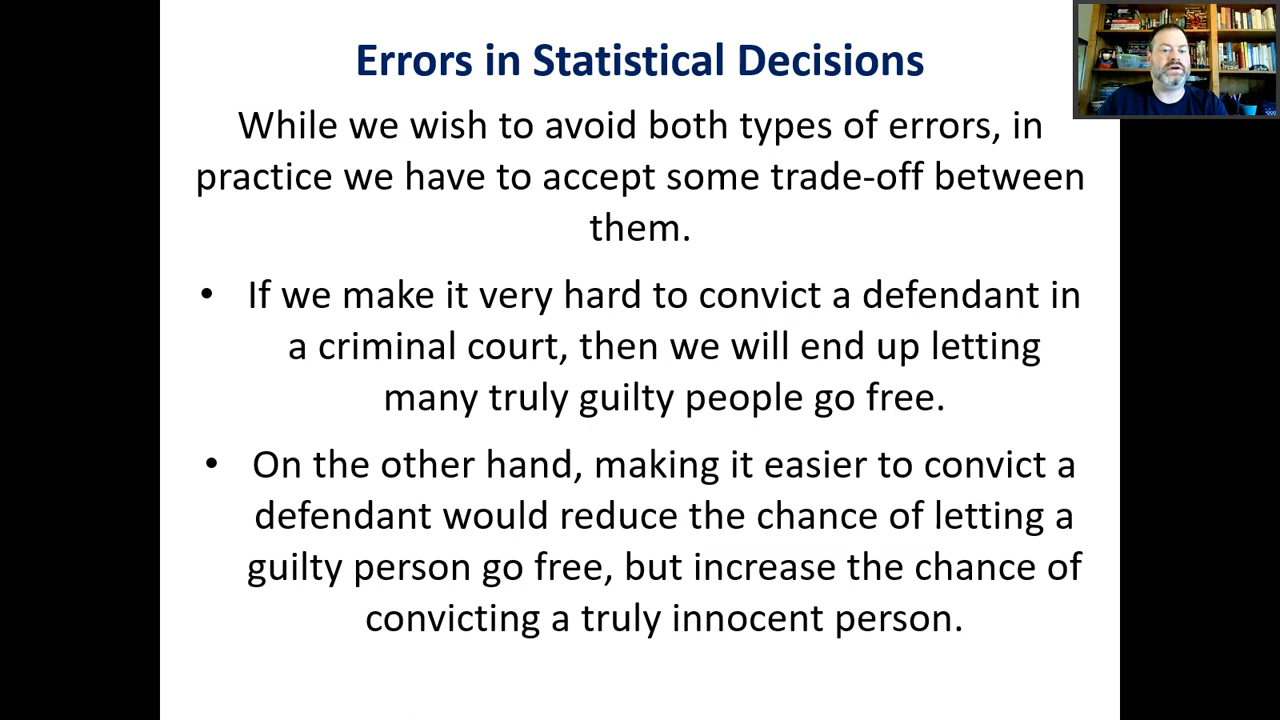 Errors in Statistical Decisions
While we wish to avoid both types of errors, in
practice we have to accept some trade-off between
them.
• If we make it very hard to convict a defendant in
a criminal court, then we will end up letting
many truly guilty people go free.
• On the other hand, making it easier to convict a
defendant would reduce the chance of letting a
guilty person go free, but increase the chance of
convicting a truly innocent person.